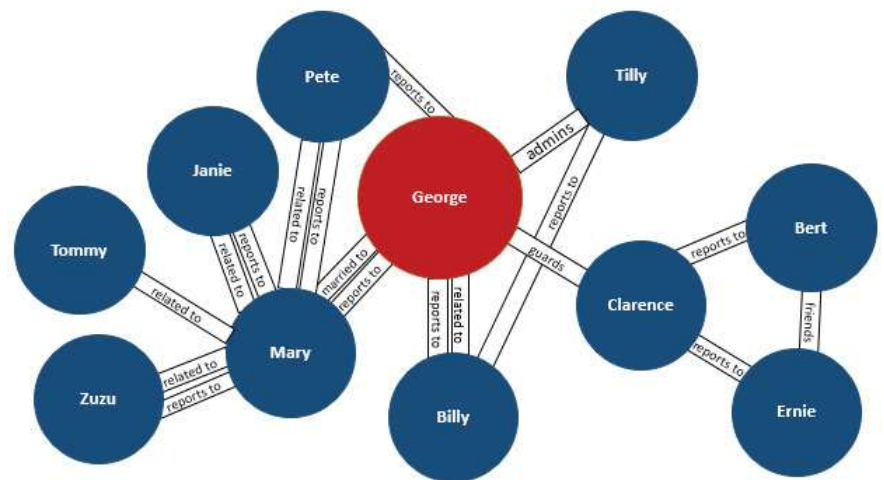 Pete
Tilly
reports to
admins
Janie
George
related to
reports to
reports to
Bert
Tommy
related to
reports to
married to
reports to
guards
reports to
Clarence
related to
Mary
reports to
related to
friends
related to
reports to
reports to
Zuzu
Billy
Ernie